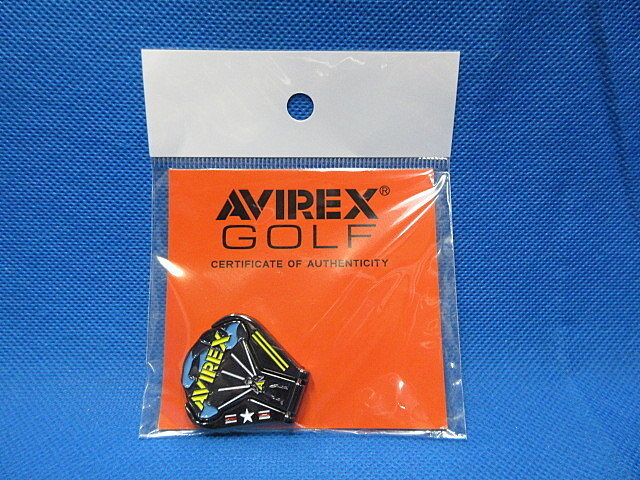 AVIREX®
GOLF
CERTIFICATE OF AUTHENTICITY
AVIREX